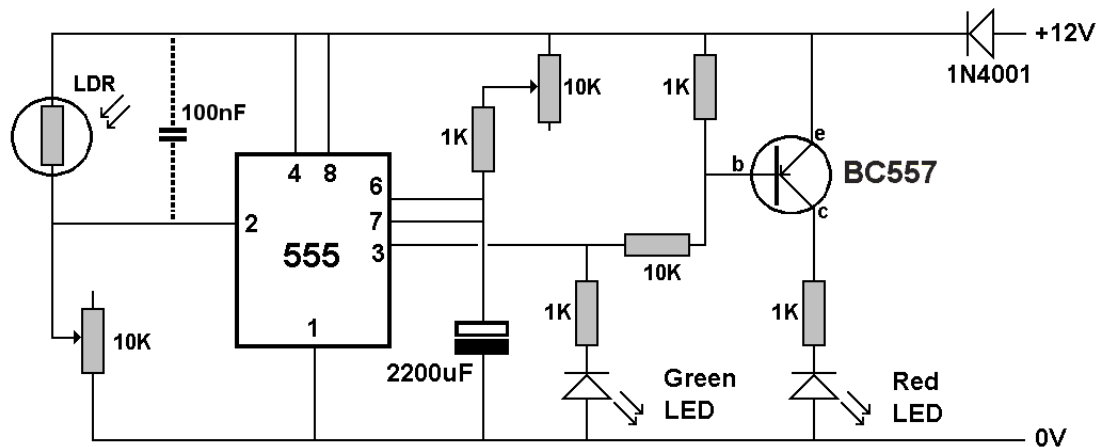 +12V
1N4001
LDR
100nF
10K
1K
1K
4 8
e
b
BC557
6
c
2
7
555
3
10K
1K
1K
10K
1
2200uF
Green
LED
Red
LED
0V